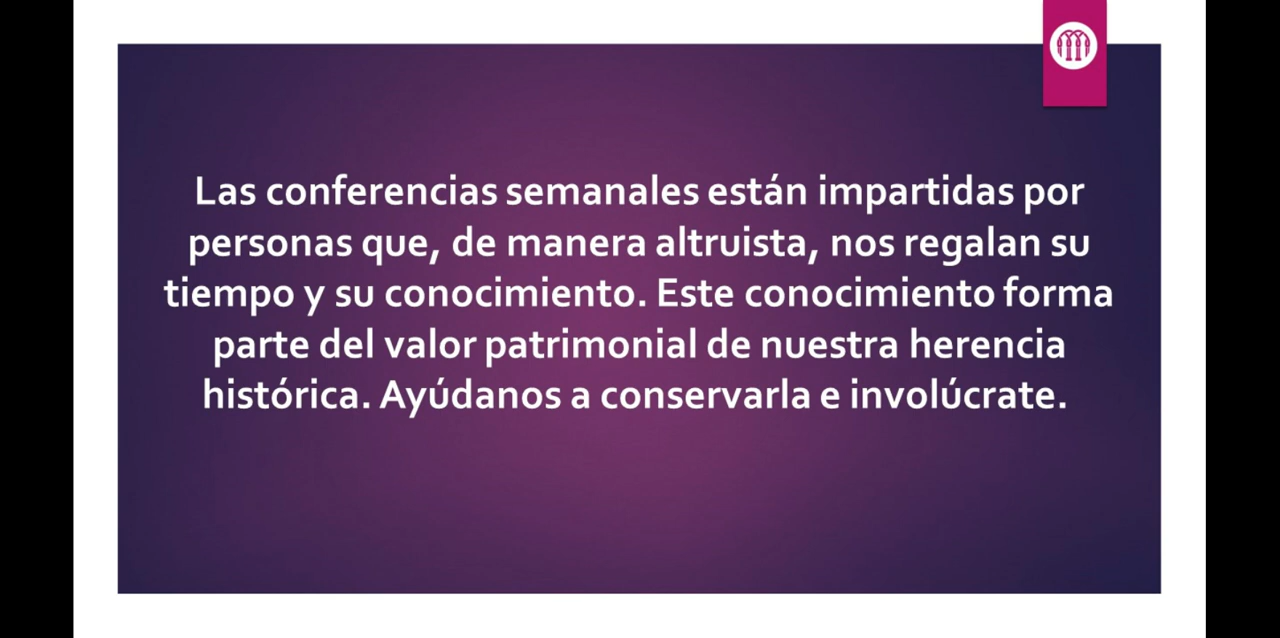 Las conferencias semanales están impartidas por
personas que, de manera altruista, nos regalan su
tiempo y su conocimiento. Este conocimiento forma
parte del valor patrimonial de nuestra herencia
histórica. Ayúdanos a conservarla e involúcrate.